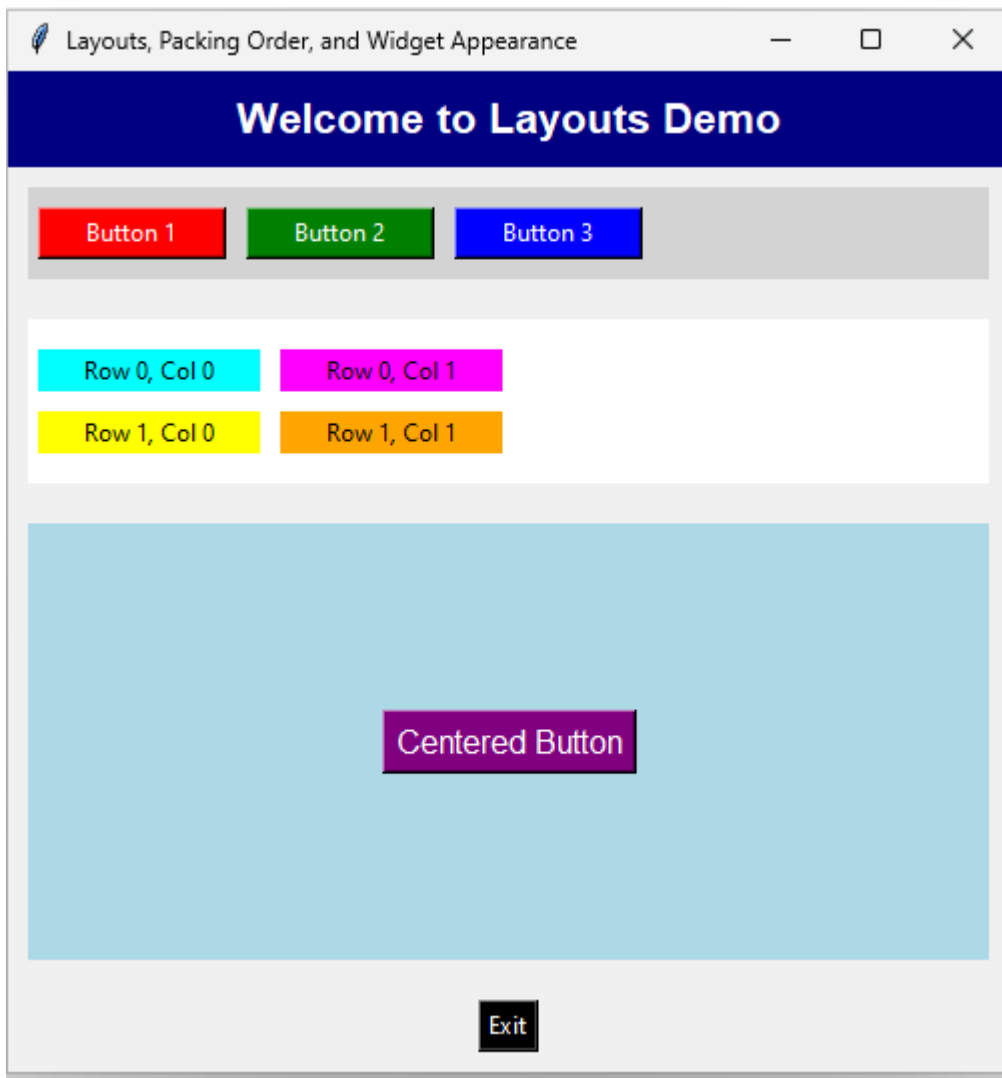 Layouts, Packing Order, and Widget Appearance
Welcome to Layouts Demo
Button 1 Button 2 Button 3
Row 0, Col 0 Row 0, Col 1
Row 1, Col 0 Row 1, Col 1
Centered Button
Exit